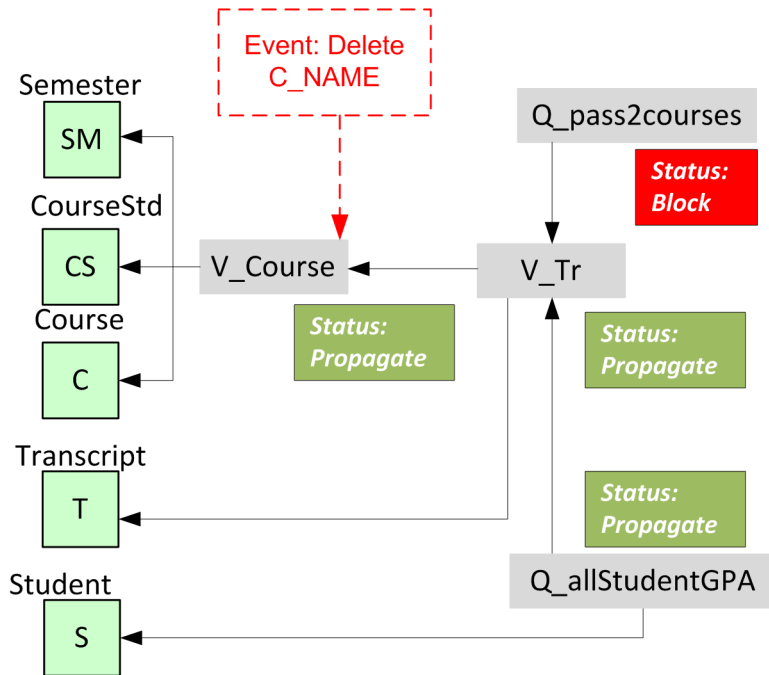 Event: Delete
C_NAME
Semester
SM
Q_pass2courses
Status:
Block
CourseStd
CS
V_Course
V_Tr
Status:
Propagate
Status:
Propagate
Course
C
Transcript
T
Status:
Propagate
Q_allStudentGPA
Student
S